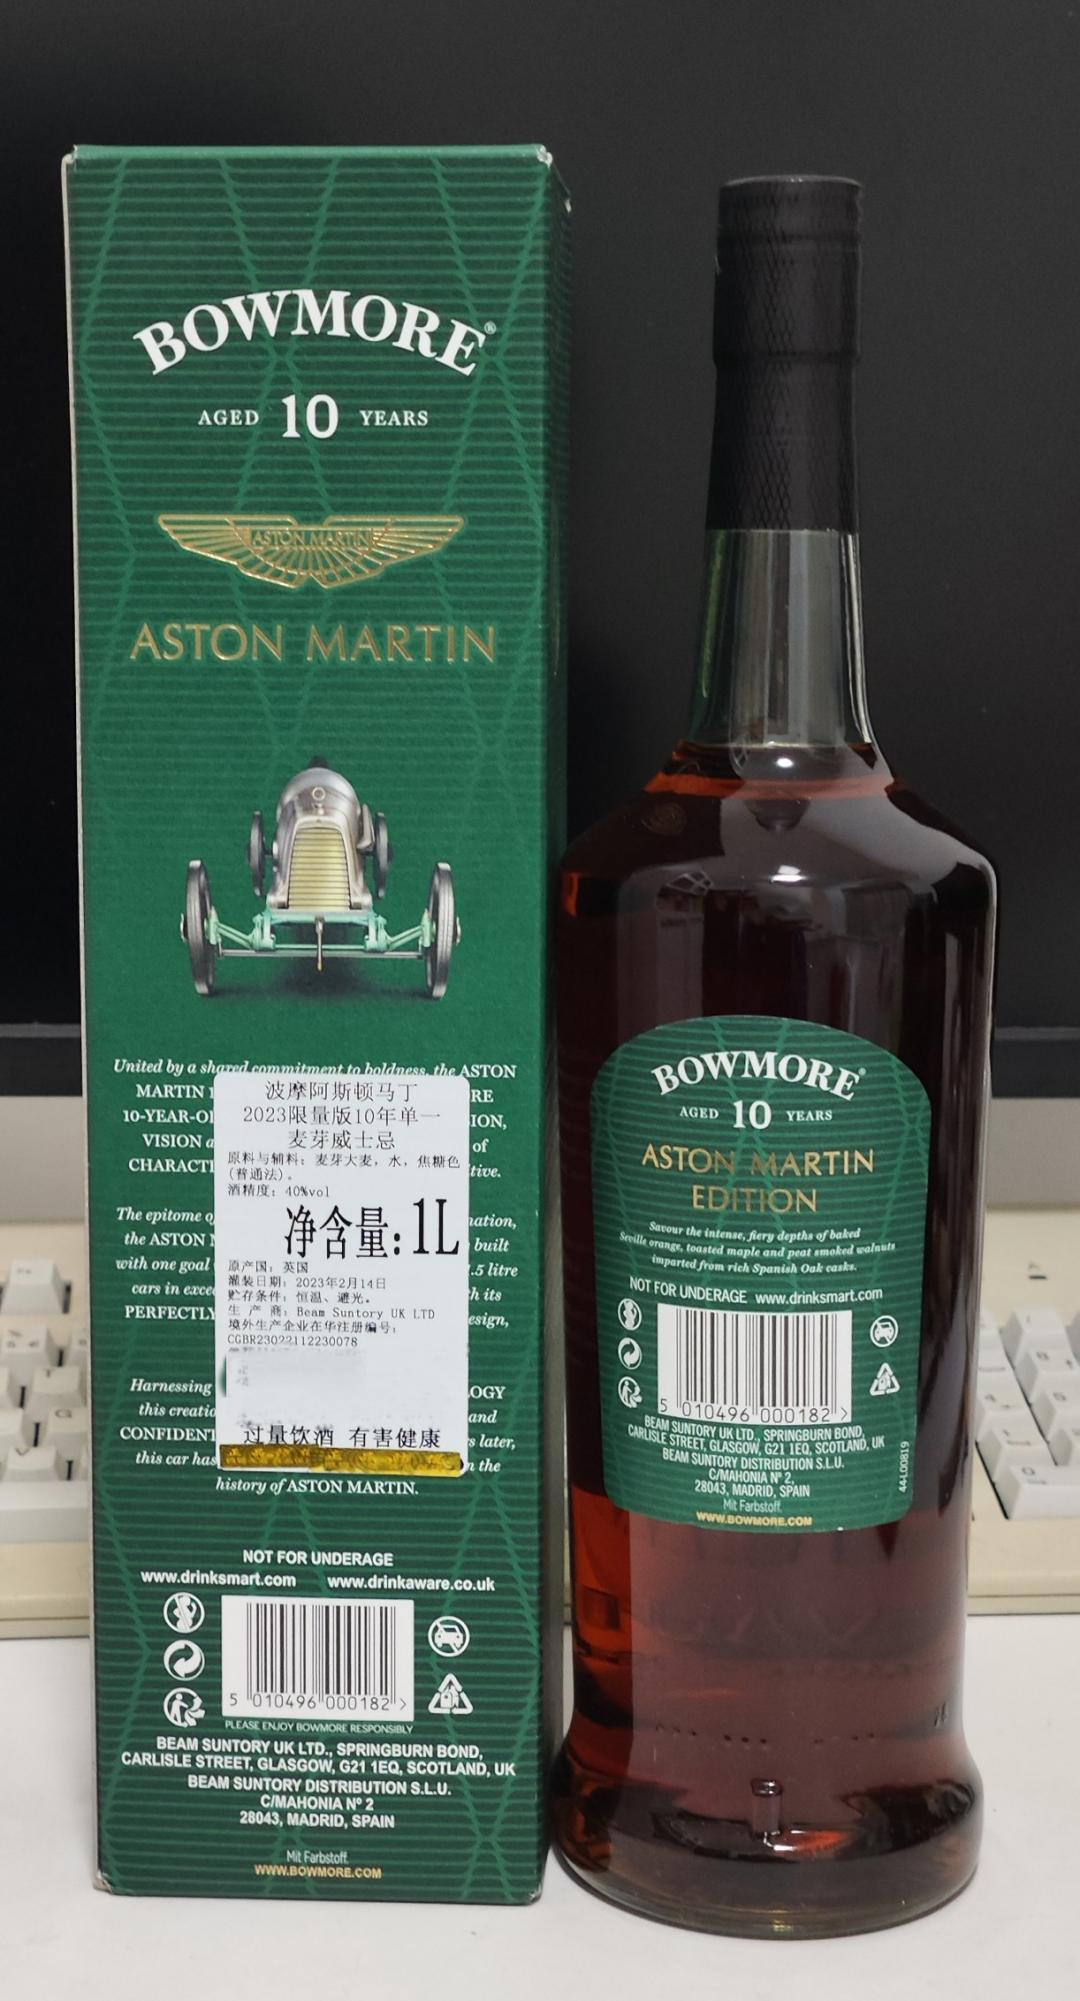 BOWMORE®
AGED 10 YEARS
ASTON MARTIN
ASTON MARTIN
United by a shared commitment to boldness, the ASTON
MARTIN RE
10-YEAR-OL ION,
VISION a of
CHARACT tive.
The epitome of nation,
the ASTON M built
with one goal 1.5 litre
cars in exce th its
PERFECTLY esign,
Harnessing LOGY
this creatio and
CONFIDENT rs later,
this car has n the
history of ASTON MARTIN.
波摩阿斯顿马丁
2023限量版10年单一
麦芽威士忌
原料与辅料：麦芽大麦，水，焦糖色
(普通法)。
酒精度：40%vol
净含量：1L
原产国：英国
灌装日期：2023年2月14日
贮存条件：恒温、避光。
生 产 商：Beam Suntory UK LTD
境外生产企业在华注册编号：
CGBR23022112230078
过量饮酒 有害健康
NOT FOR UNDERAGE
www.drinksmart.com www.drinkaware.co.uk
5 010496 000182 >
PLEASE ENJOY BOWMORE RESPONSIBLY
BEAM SUNTORY UK LTD., SPRINGBURN BOND,
CARLISLE STREET, GLASGOW, G21 1EQ, SCOTLAND, UK
BEAM SUNTORY DISTRIBUTION S.L.U.
C/MAHONIA Nº 2
28043, MADRID, SPAIN
Mit Farbstoff.
WWW.BOWMORE.COM
BOWMORE®
AGED 10 YEARS
ASTON MARTIN
EDITION
Savour the intense, fiery depths of baked
Seville orange, toasted maple and peat smoked walnuts
imparted from rich Spanish Oak casks.
NOT FOR UNDERAGE www.drinksmart.com
5 010496 000182 >
BEAM SUNTORY UK LTD., SPRINGBURN BOND,
CARLISLE STREET, GLASGOW, G21 1EQ, SCOTLAND, UK
BEAM SUNTORY DISTRIBUTION S.L.U.
C/MAHONIA Nº 2,
28043, MADRID, SPAIN
Mit Farbstoff.
WWW.BOWMORE.COM
44-L00819